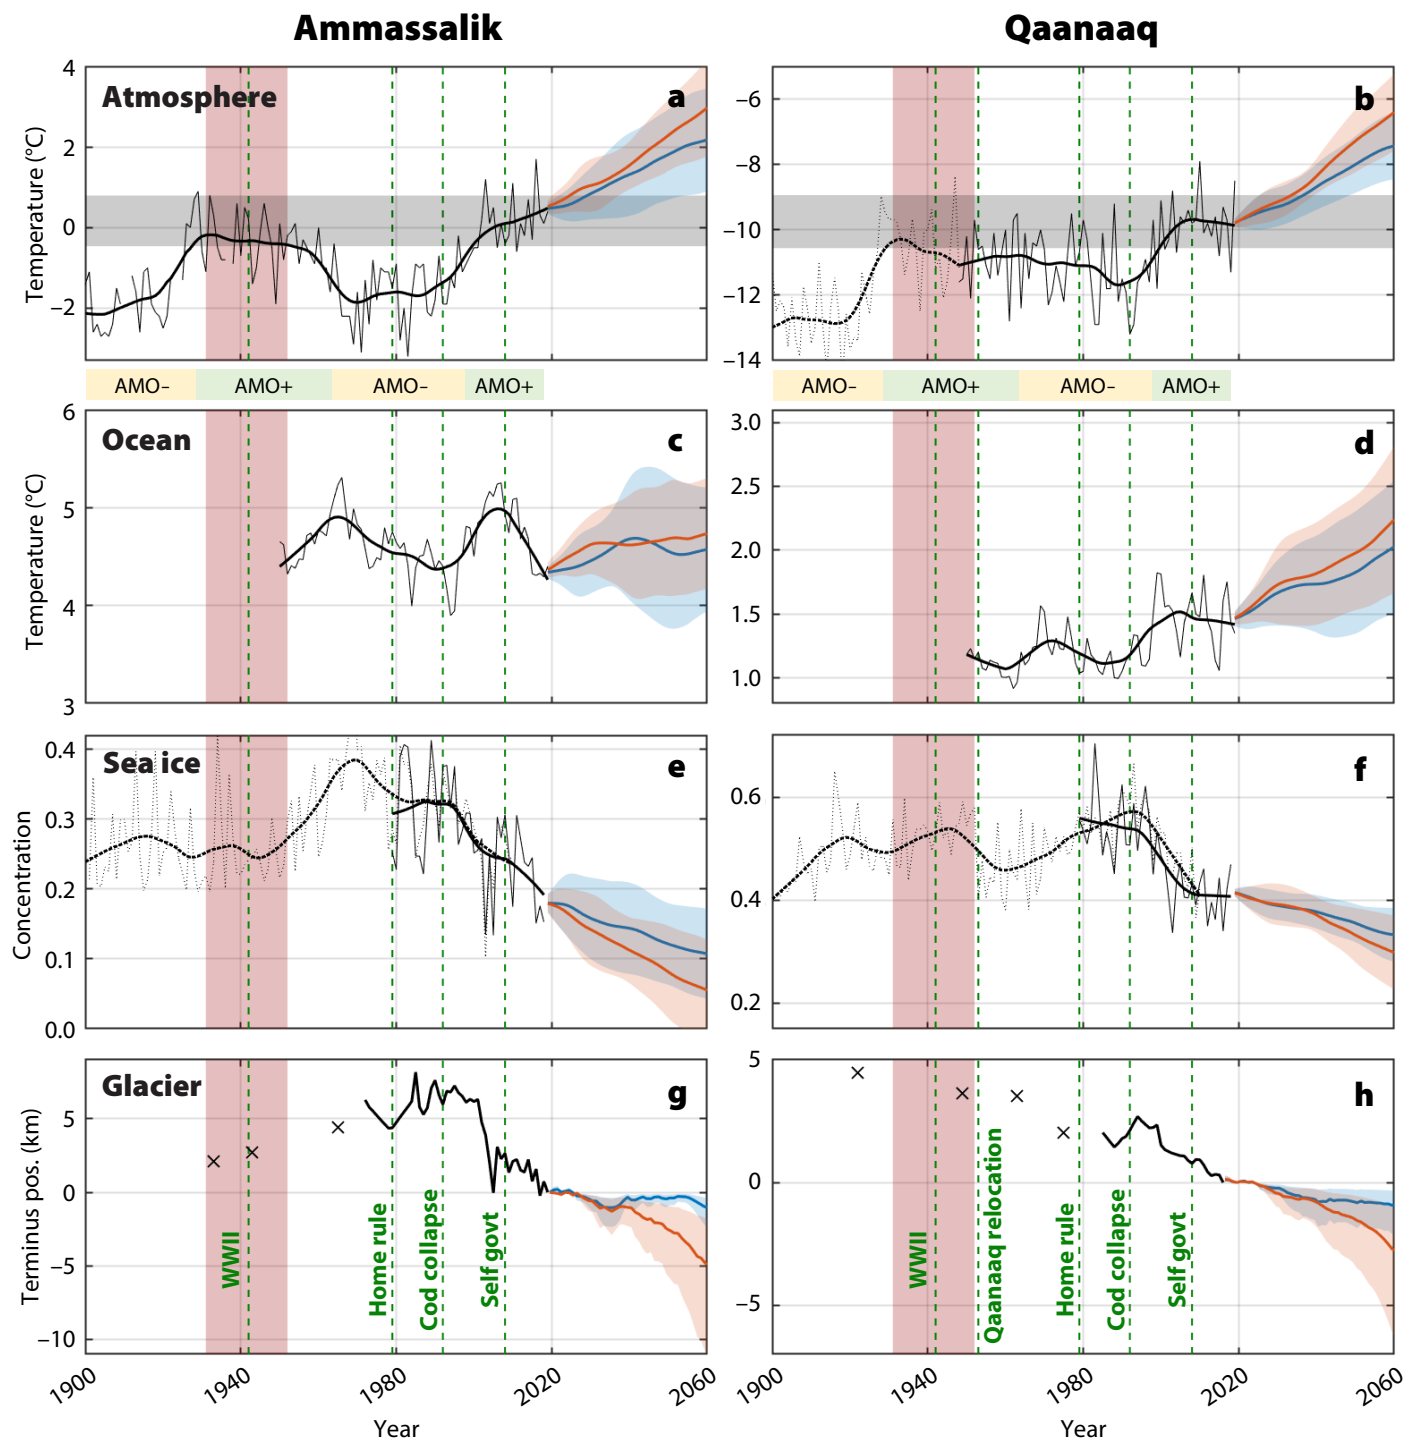 Ammassalik
Qaanaaq
Atmosphere
a
4
2
0
−2
Temperature (°C)
b
−6
−8
−10
−12
−14
AMO−
AMO+
AMO−
AMO+
AMO−
AMO+
AMO−
AMO+
Ocean
c
6
5
4
3
Temperature (°C)
d
3.0
2.5
2.0
1.5
1.0
Sea ice
e
0.4
0.3
0.2
0.1
0.0
Concentration
f
0.6
0.4
0.2
Glacier
g
5
0
−5
−10
Terminus pos. (km)
WWII
Home rule
Cod collapse
Self govt
h
5
0
−5
WWII
Qaanaaq relocation
Home rule
Cod collapse
Self govt
1900
1940
1980
2020
2060
Year
1900
1940
1980
2020
2060
Year